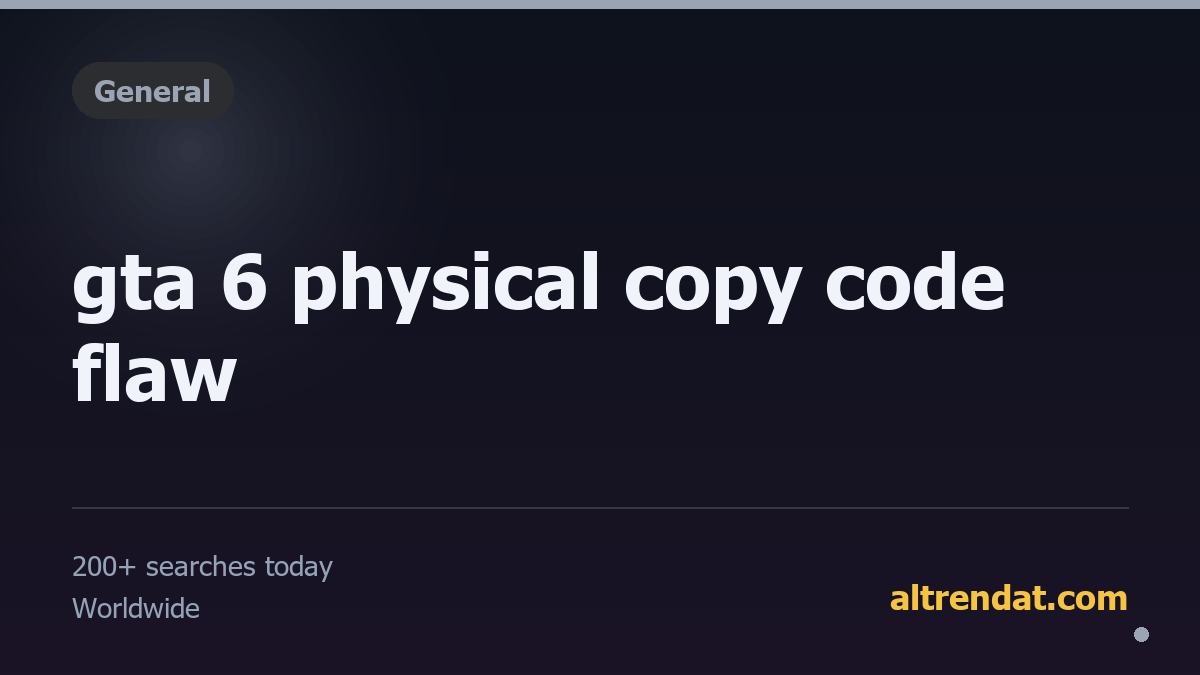 General
gta 6 physical copy code
flaw
200+ searches today
Worldwide
altrendat.com